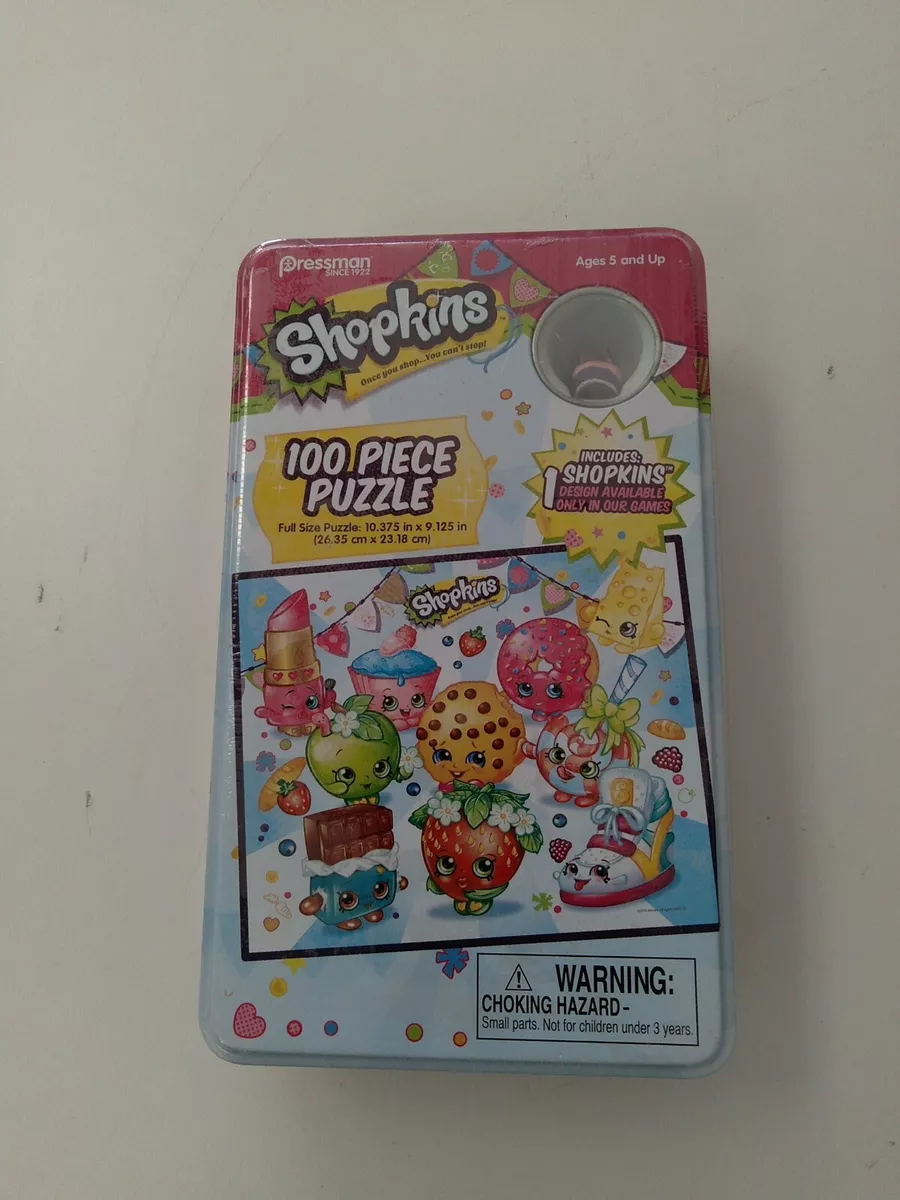 Pressman
SINCE 1922
Ages 5 and Up
Shopkins
Once you shop...You can't stop!
100 PIECE
PUZZLE
Full Size Puzzle: 10.375 in x 9.125 in
(26.35 cm x 23.18 cm)
INCLUDES:
1 SHOPKINS™
DESIGN AVAILABLE
ONLY IN OUR GAMES
Shopkins
WARNING:
CHOKING HAZARD-
Small parts. Not for children under 3 years.